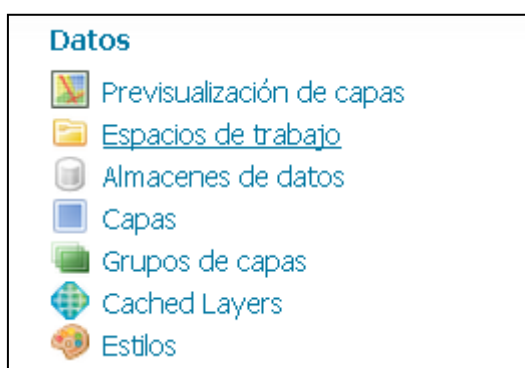 Datos
Previsualización de capas
Espacios de trabajo
Almacenes de datos
Capas
Grupos de capas
Cached Layers
Estilos